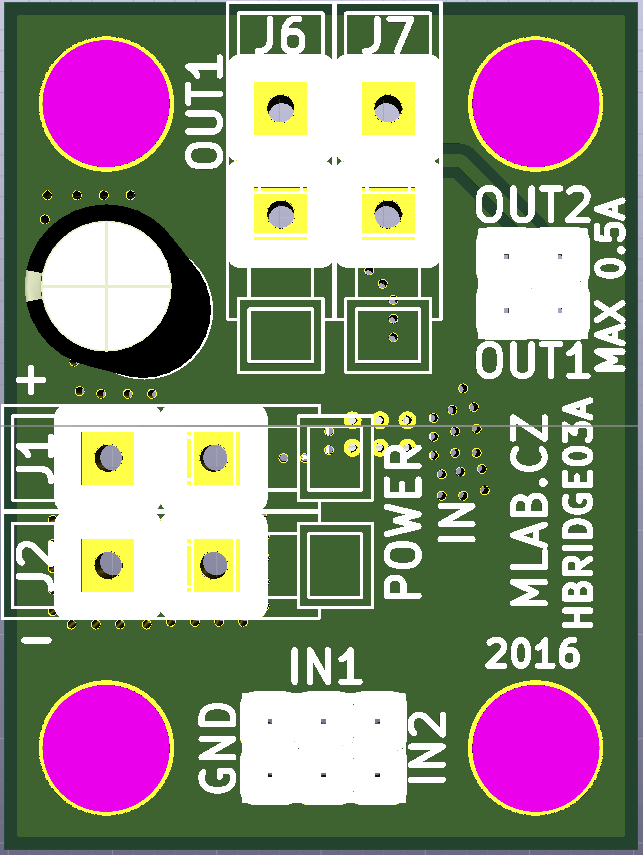 J6
J7
OUT1
OUT2
MAX 0.5A
OUT1
+
J1
POWER
IN
MLAB.CZ
HBRIDGE03A
J2
-
2016
IN1
GND
IN2